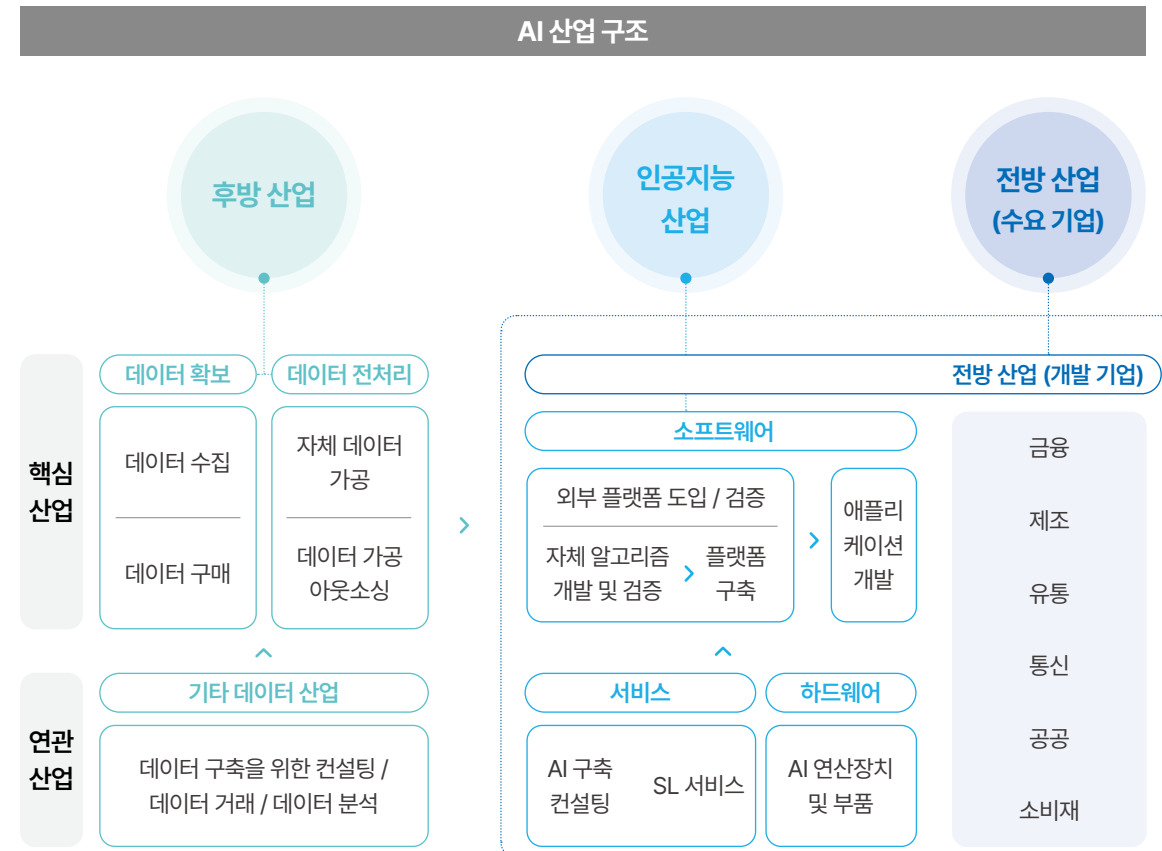 AI 산업 구조
후방 산업
인공지능
산업
전방 산업
(수요 기업)
핵심
산업
데이터 확보
데이터 전처리
데이터 수집
데이터 구매
자체 데이터
가공
데이터 가공
아웃소싱
전방 산업 (개발 기업)
소프트웨어
외부 플랫폼 도입 / 검증
자체 알고리즘
개발 및 검증
플랫폼
구축
애플리
케이션
개발
금융
제조
유통
통신
공공
소비재
연관
산업
기타 데이터 산업
데이터 구축을 위한 컨설팅 /
데이터 거래 / 데이터 분석
서비스
하드웨어
AI 구축
컨설팅
SL 서비스
AI 연산장치
및 부품